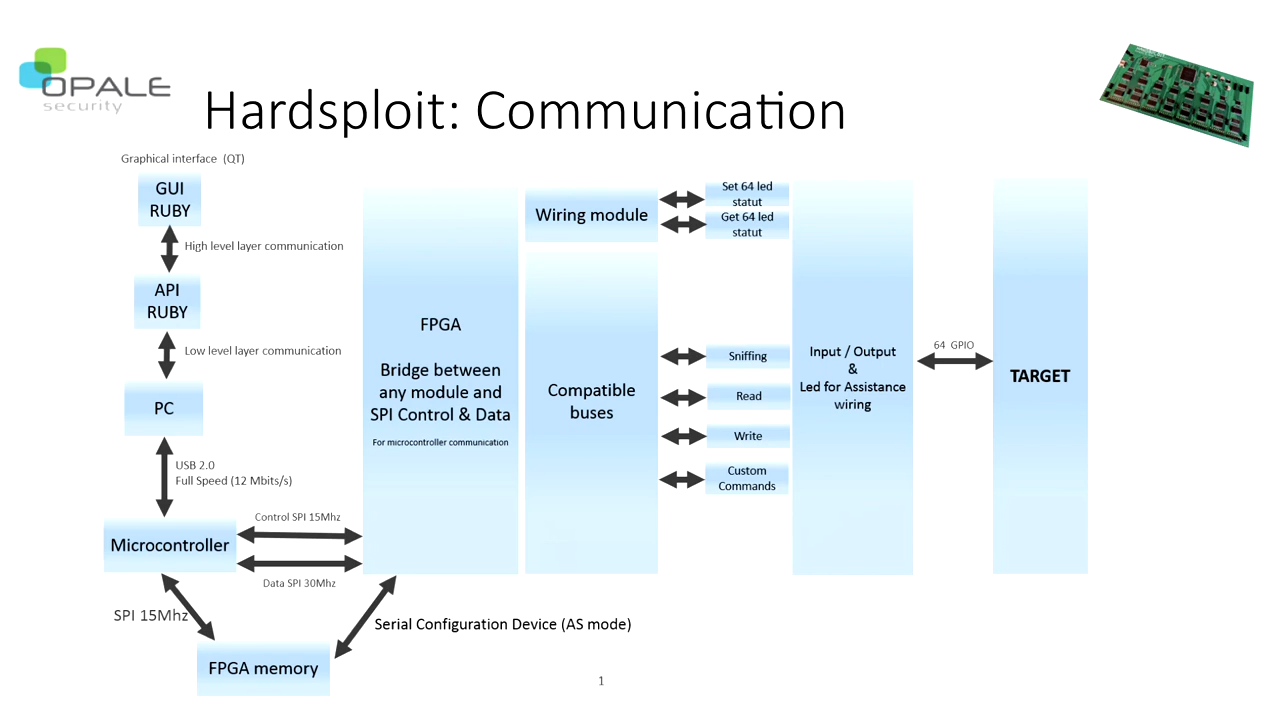 OPALE
security
Hardsploit: Communication
Graphical interface (QT)
GUI
RUBY
High level layer communication
API
RUBY
Low level layer communication
PC
USB 2.0
Full Speed (12 Mbits/s)
Microcontroller
Control SPI 15Mhz
Data SPI 30Mhz
SPI 15Mhz
FPGA memory
Serial Configuration Device (AS mode)
FPGA
Bridge between
any module and
SPI Control & Data
For microcontroller communication
Wiring module
Set 64 led
statut
Get 64 led
statut
Compatible
buses
Sniffing
Read
Write
Custom
Commands
Input / Output
&
Led for Assistance
wiring
64 GPIO
TARGET
1